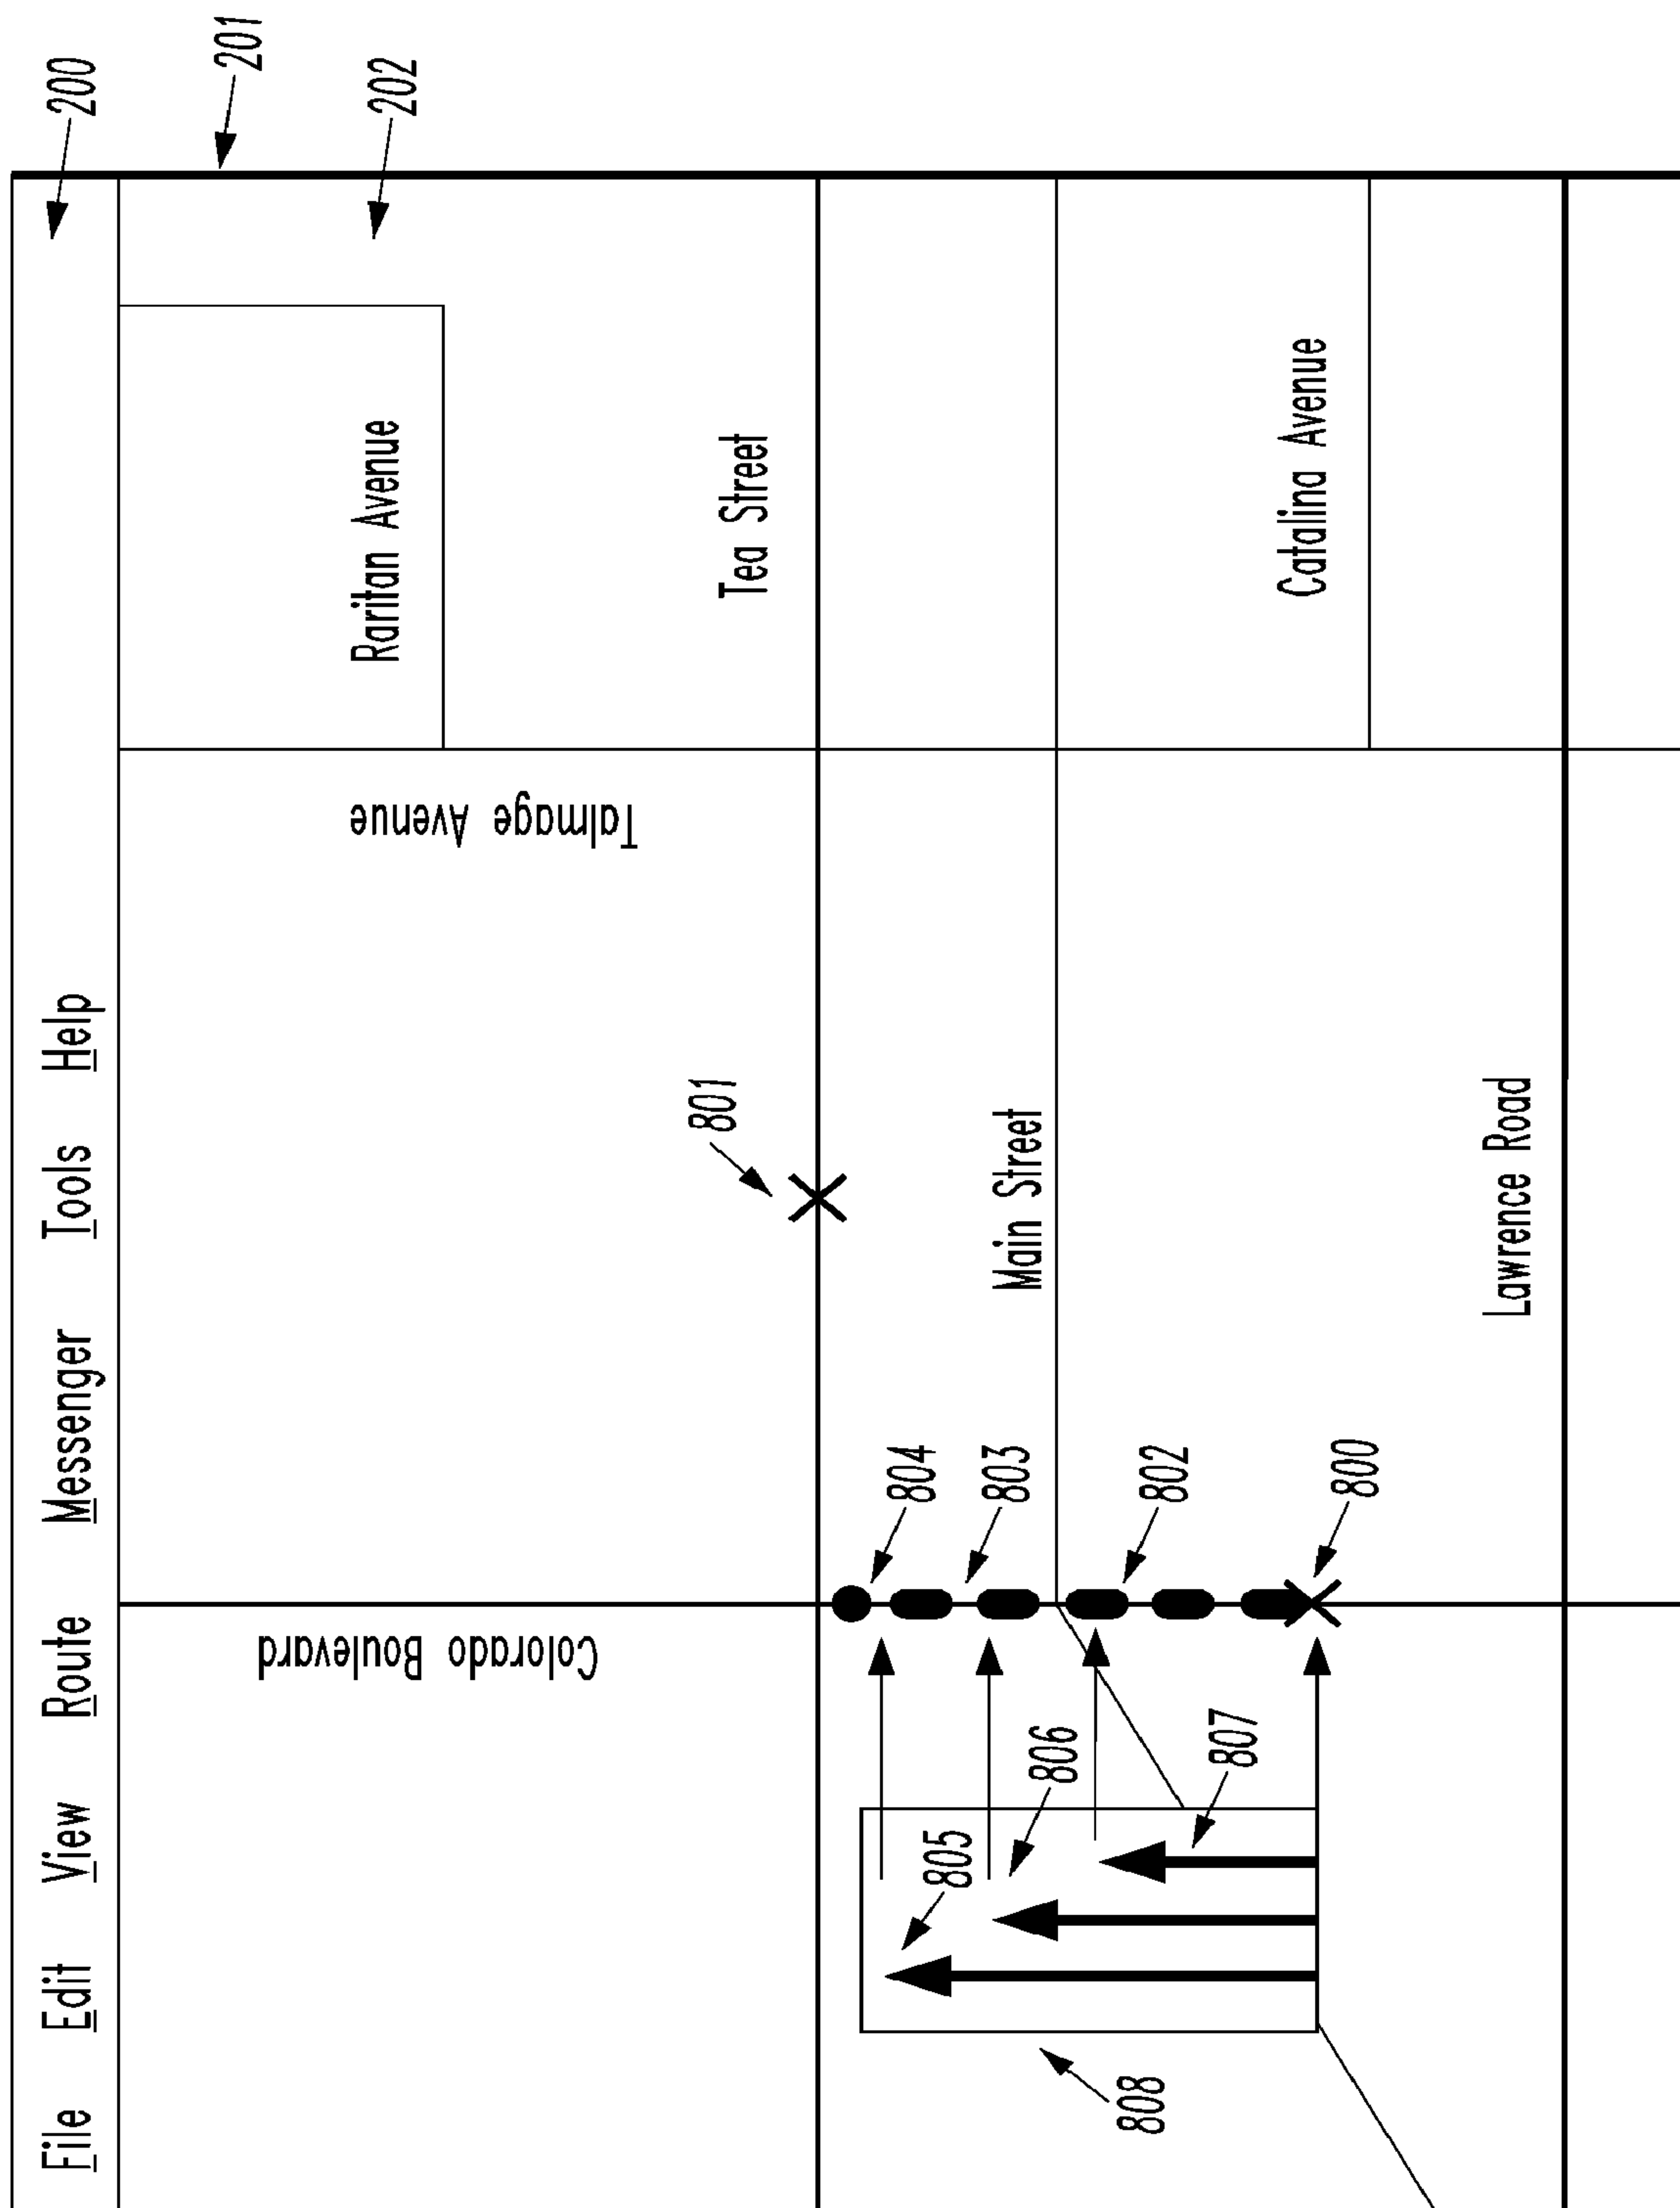 File Edit View Route Messenger Tools Help
200
201
202
Raritan Avenue
Talmage Avenue
Colorado Boulevard
Tea Street
801
804
803
Main Street
802
800
805
806
807
808
Catalina Avenue
Lawrence Road